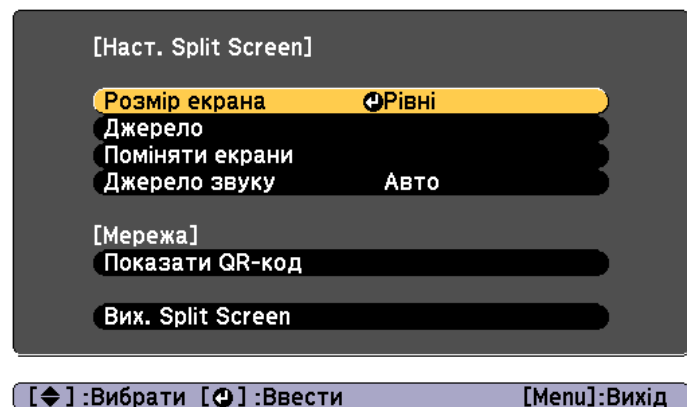 [Наст. Split Screen]
Розмір екрана Рівні
Джерело
Поміняти екрани
Джерело звуку Авто
[Мережа]
Показати QR-код
Вих. Split Screen
[◆] :Вибрати [⏎] :Ввести [Menu]:Вихід